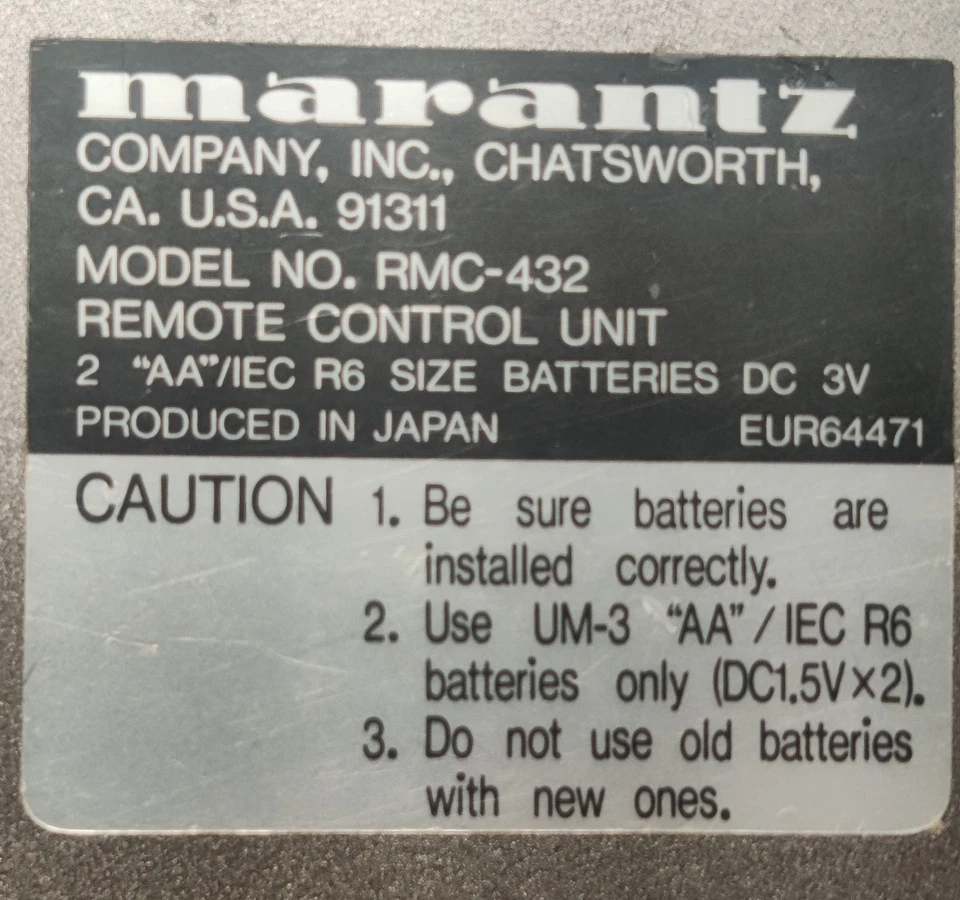 marantz
COMPANY, INC., CHATSWORTH,
CA. U.S.A. 91311
MODEL NO. RMC-432
REMOTE CONTROL UNIT
2 “AA”/IEC R6 SIZE BATTERIES DC 3V
PRODUCED IN JAPAN EUR64471
CAUTION 1. Be sure batteries are
installed correctly.
2. Use UM-3 “AA” / IEC R6
batteries only (DC1.5V×2).
3. Do not use old batteries
with new ones.